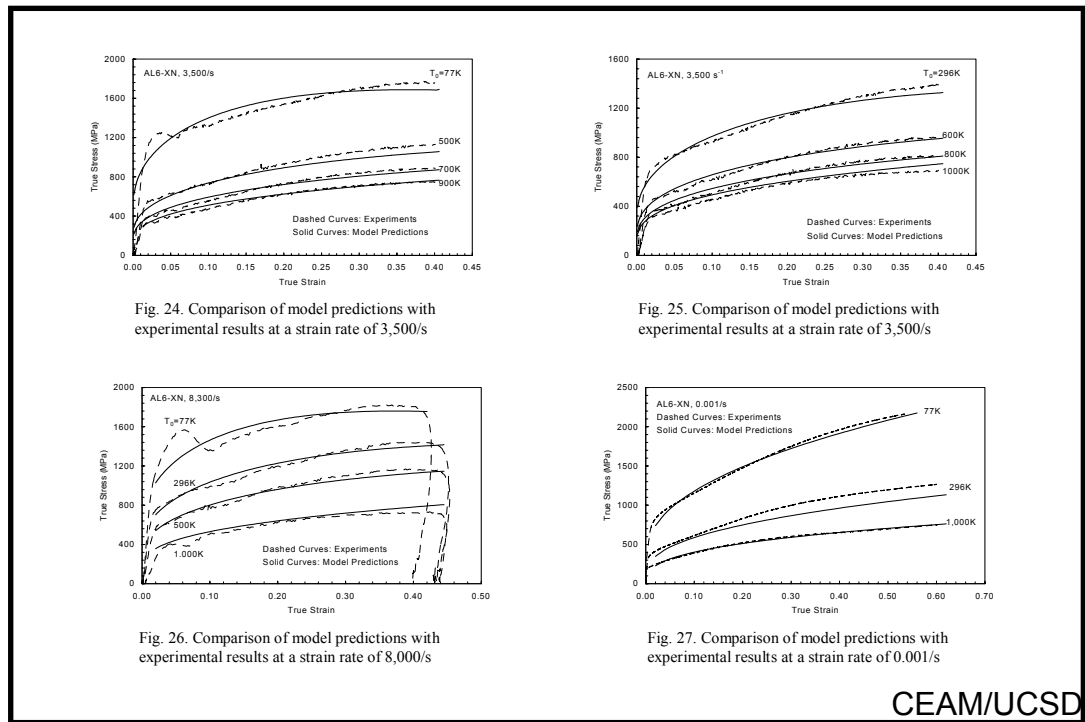 AL6-XN, 3,500/s
T0=77K
500K
700K
900K
Dashed Curves: Experiments
Solid Curves: Model Predictions
True Stress (MPa)
2000
1600
1200
800
400
0
0.00 0.05 0.10 0.15 0.20 0.25 0.30 0.35 0.40 0.45
True Strain
Fig. 24. Comparison of model predictions with
experimental results at a strain rate of 3,500/s
AL6-XN, 3,500 s-1
T0=296K
600K
800K
1000K
Dashed Curves: Experiments
Solid Curves: Model Predictions
True Stress (MPa)
1600
1200
800
400
0
0.00 0.05 0.10 0.15 0.20 0.25 0.30 0.35 0.40 0.45
True Strain
Fig. 25. Comparison of model predictions with
experimental results at a strain rate of 3,500/s
AL6-XN, 8,300/s
T0=77K
296K
500K
1.000K
Dashed Curves: Experiments
Solid Curves: Model Predictions
True Stress (MPa)
2000
1600
1200
800
400
0
0.00 0.10 0.20 0.30 0.40 0.50
True Strain
Fig. 26. Comparison of model predictions with
experimental results at a strain rate of 8,000/s
AL6-XN, 0.001/s
Dashed Curves: Experiments
Solid Curves: Model Predictions
77K
296K
1,000K
True Stress (MPa)
2500
2000
1500
1000
500
0
0.00 0.10 0.20 0.30 0.40 0.50 0.60 0.70
True Strain
Fig. 27. Comparison of model predictions with
experimental results at a strain rate of 0.001/s
CEAM/UCSD